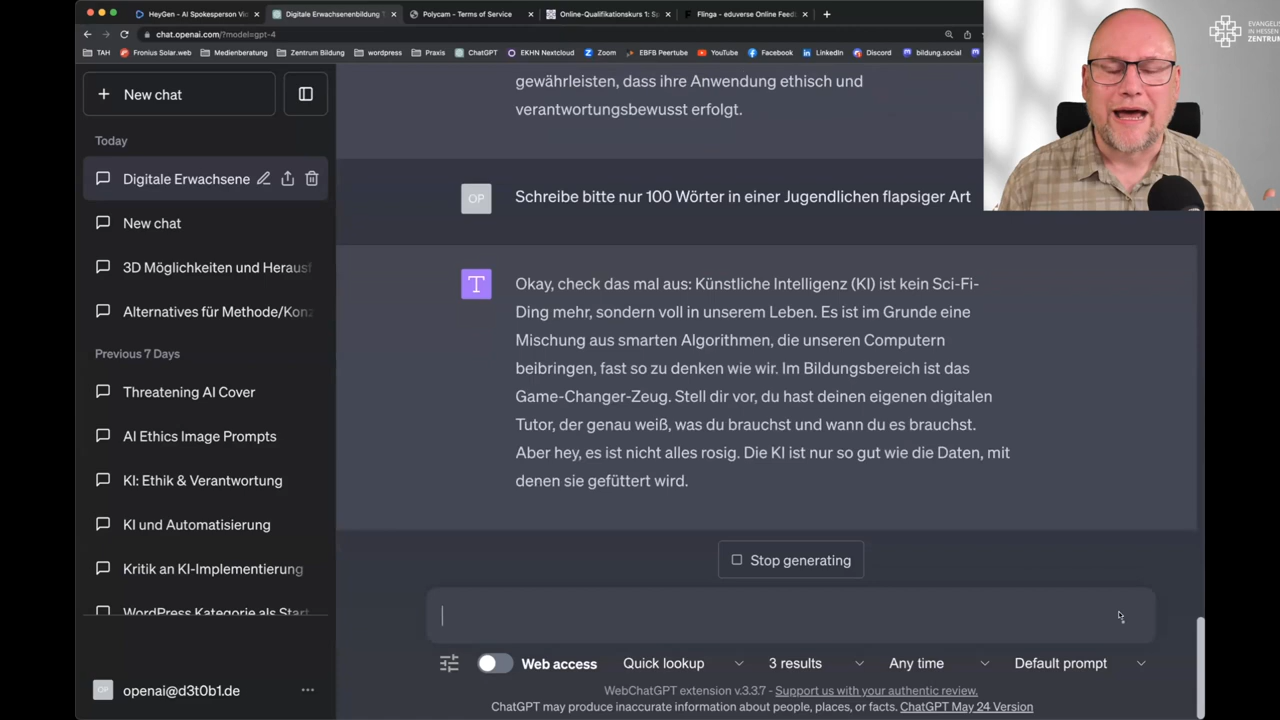 HeyGen - AI Spokesperson Vid
Digitale Erwachsenenbildung T
Polycam - Terms of Service
Online-Qualifikationskurs 1: Sp
Flinga - eduverse Online Feed
chat.openai.com/?model=gpt-4
TAH
Fronius Solar.web
Medienberatung
Zentrum Bildung
wordpress
Praxis
ChatGPT
EKHN Nextcloud
Zoom
EBFB Peertube
YouTube
Facebook
LinkedIn
Discord
bildung.social
EVANGELIS
IN HESSEN
ZENTRUM
New chat
Today
Digitale Erwachsene
New chat
3D Möglichkeiten und Heraus
Alternatives für Methode/Kon
Previous 7 Days
Threatening AI Cover
AI Ethics Image Prompts
KI: Ethik & Verantwortung
KI und Automatisierung
Kritik an KI-Implementierung
WordPress Kategorie als Start
openai@d3t0b1.de
gewährleisten, dass ihre Anwendung ethisch und
verantwortungsbewusst erfolgt.
OP
Schreibe bitte nur 100 Wörter in einer Jugendlichen flapsiger Art
T
Okay, check das mal aus: Künstliche Intelligenz (KI) ist kein Sci-Fi-
Ding mehr, sondern voll in unserem Leben. Es ist im Grunde eine
Mischung aus smarten Algorithmen, die unseren Computern
beibringen, fast so zu denken wie wir. Im Bildungsbereich ist das
Game-Changer-Zeug. Stell dir vor, du hast deinen eigenen digitalen
Tutor, der genau weiß, was du brauchst und wann du es brauchst.
Aber hey, es ist nicht alles rosig. Die KI ist nur so gut wie die Daten, mit
denen sie gefüttert wird.
Stop generating
Web access
Quick lookup
3 results
Any time
Default prompt
WebChatGPT extension v.3.3.7 - Support us with your authentic review.
ChatGPT may produce inaccurate information about people, places, or facts. ChatGPT May 24 Version